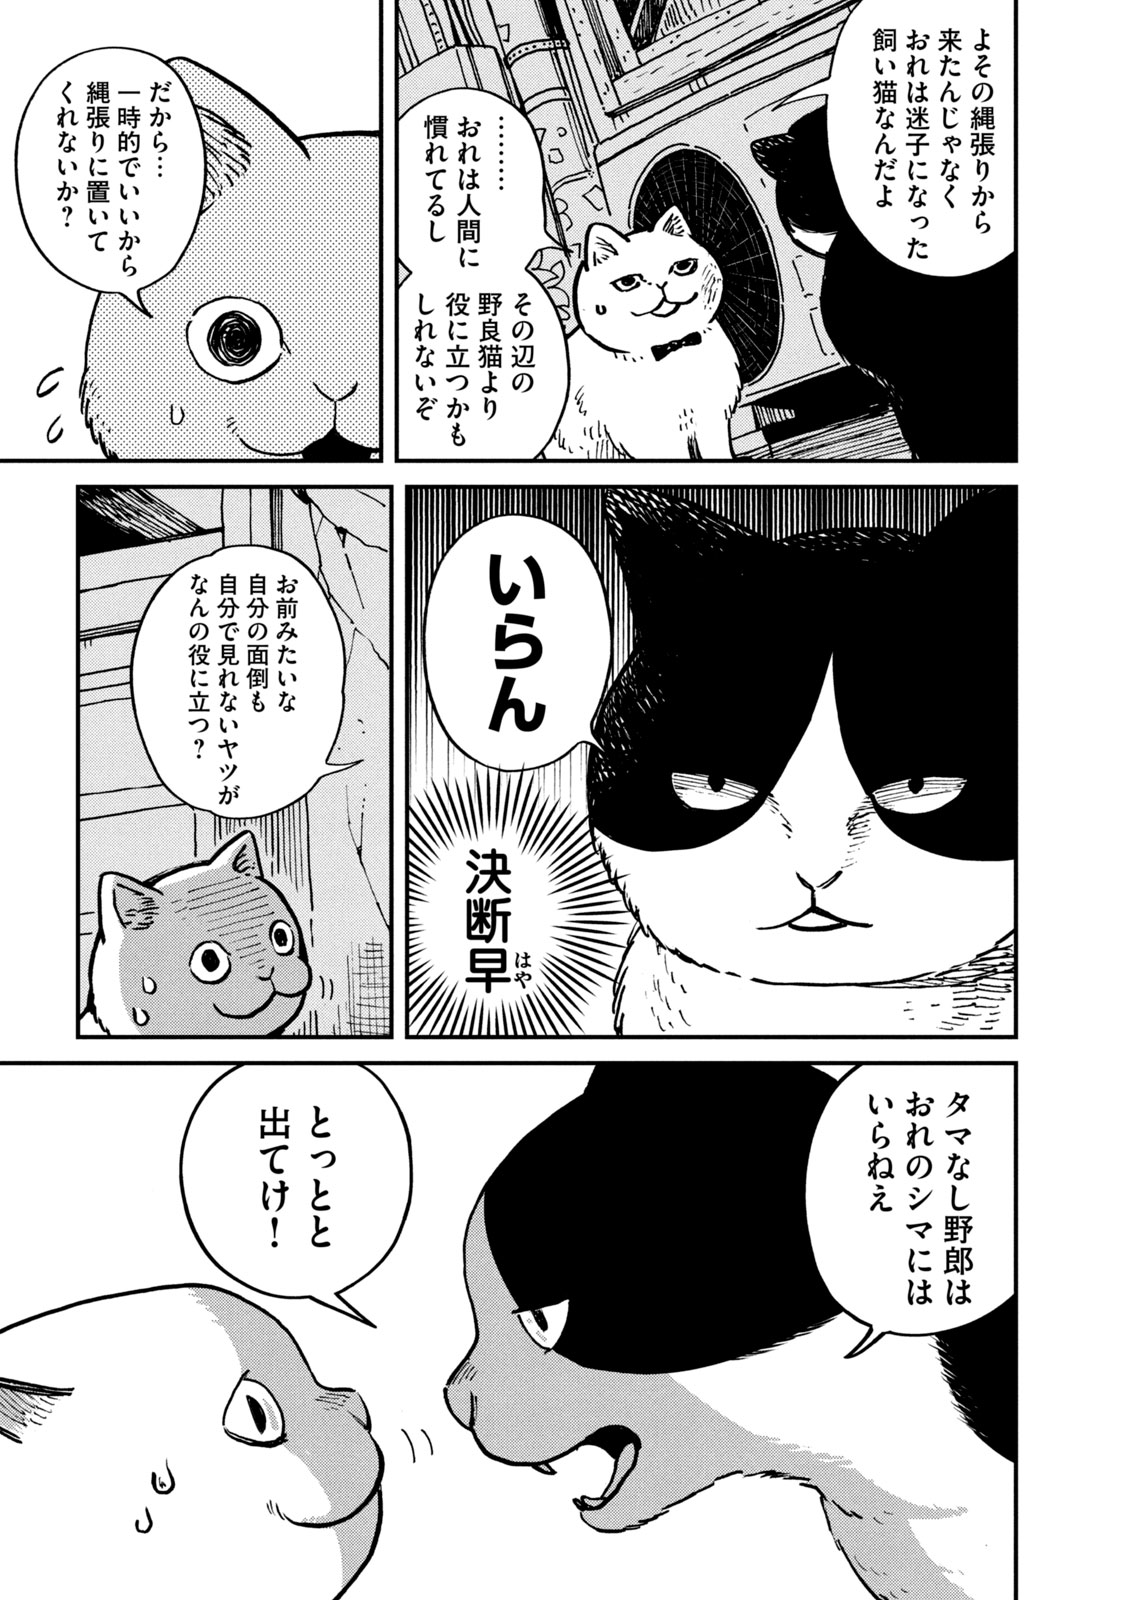 よその縄張りから
来たんじゃなく
おれは迷子になった
飼い猫なんだよ
………
おれは人間に
慣れてるし
その辺の
野良猫より
役に立つかも
しれないぞ
だから…
一時的でいいから
縄張りに置いて
くれないか?
いらん
決断早
はや
お前みたいな
自分の面倒も
自分で見れないヤツが
なんの役に立つ?
タマなし野郎は
おれのシマには
いらねえ
とっとと
出てけ!